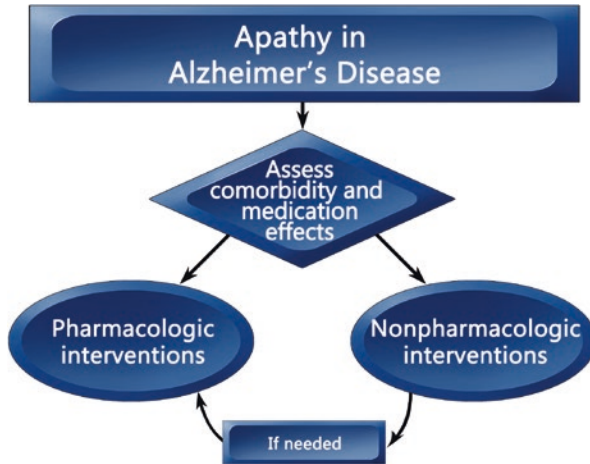 Apathy in
Alzheimer's Disease
Assess
comorbidity and
medication
effects
Pharmacologic
interventions
Nonpharmacologic
interventions
If needed